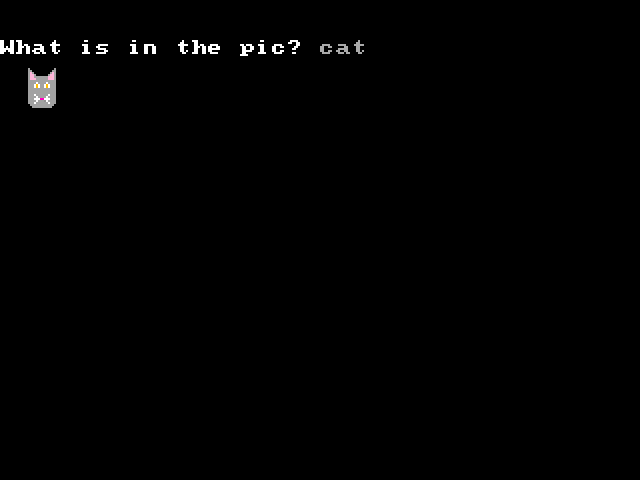 What is in the pic? cat